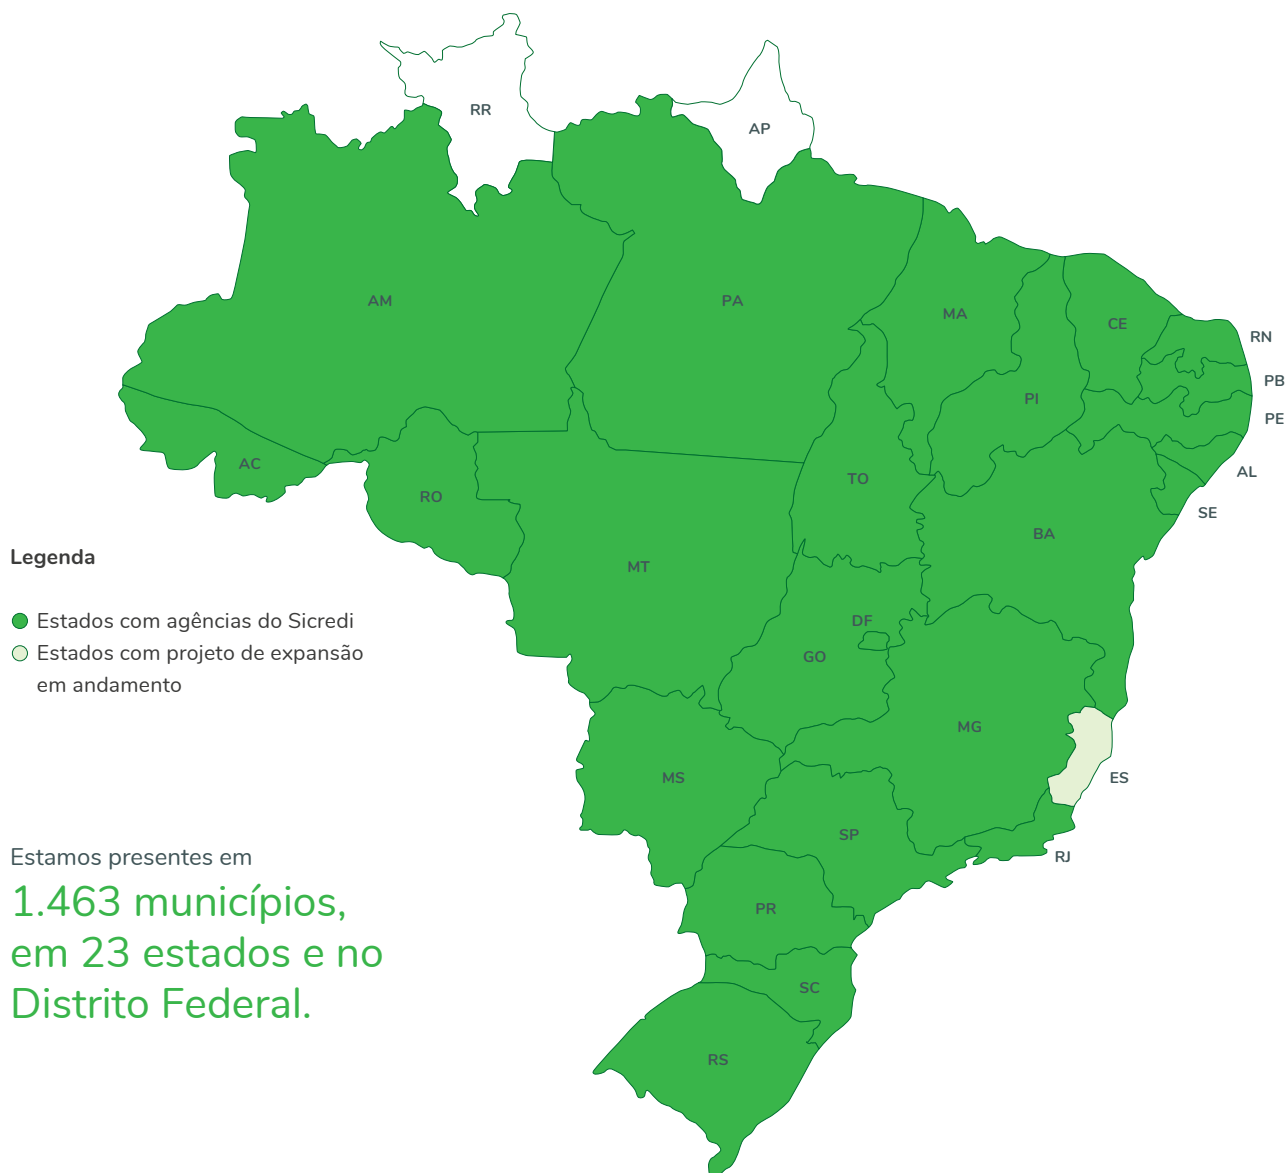 RR
AP
AM
PA
MA
CE
RN
PB
PI
PE
AC
AL
TO
RO
SE
BA
Legenda
MT
Estados com agências do Sicredi
DF
Estados com projeto de expansão
em andamento
GO
MG
MS
ES
SP
Estamos presentes em
RJ
1.463 municípios,
PR
em 23 estados e no
Distrito Federal.
SC
RS